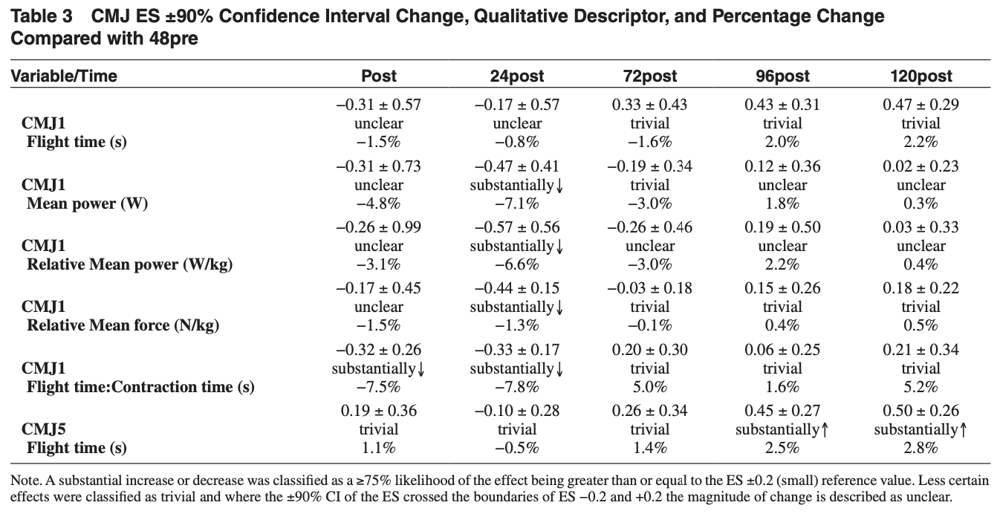 Table 3 CMJ ES ±90% Confidence Interval Change, Qualitative Descriptor, and Percentage Change
Compared with 48pre
Variable/Time Post 24post 72post 96post 120post
−0.31 ± 0.57 −0.17 ± 0.57 0.33 ± 0.43 0.43 ± 0.31 0.47 ± 0.29
CMJ1 unclear unclear trivial trivial trivial
Flight time (s) −1.5% −0.8% −1.6% 2.0% 2.2%
−0.31 ± 0.73 −0.47 ± 0.41 −0.19 ± 0.34 0.12 ± 0.36 0.02 ± 0.23
CMJ1 unclear substantially↓ trivial unclear unclear
Mean power (W) −4.8% −7.1% −3.0% 1.8% 0.3%
−0.26 ± 0.99 −0.57 ± 0.56 −0.26 ± 0.46 0.19 ± 0.50 0.03 ± 0.33
CMJ1 unclear substantially↓ unclear unclear unclear
Relative Mean power (W/kg) −3.1% −6.6% −3.0% 2.2% 0.4%
−0.17 ± 0.45 −0.44 ± 0.15 −0.03 ± 0.18 0.15 ± 0.26 0.18 ± 0.22
CMJ1 unclear substantially↓ trivial trivial trivial
Relative Mean force (N/kg) −1.5% −1.3% −0.1% 0.4% 0.5%
−0.32 ± 0.26 −0.33 ± 0.17 0.20 ± 0.30 0.06 ± 0.25 0.21 ± 0.34
CMJ1 substantially↓ substantially↓ trivial trivial trivial
Flight time:Contraction time (s) −7.5% −7.8% 5.0% 1.6% 5.2%
0.19 ± 0.36 −0.10 ± 0.28 0.26 ± 0.34 0.45 ± 0.27 0.50 ± 0.26
CMJ5 trivial trivial trivial substantially↑ substantially↑
Flight time (s) 1.1% −0.5% 1.4% 2.5% 2.8%
Note. A substantial increase or decrease was classified as a ≥75% likelihood of the effect being greater than or equal to the ES ±0.2 (small) reference value. Less certain
effects were classified as trivial and where the ±90% CI of the ES crossed the boundaries of ES −0.2 and +0.2 the magnitude of change is described as unclear.